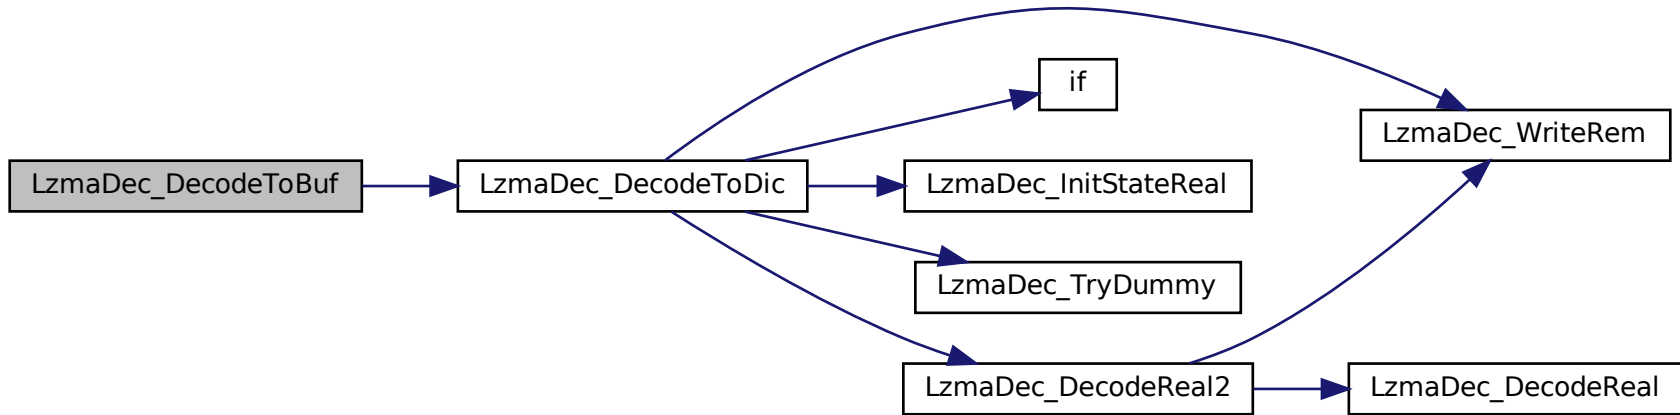 LzmaDec_DecodeToBuf
LzmaDec_DecodeToDic
if
LzmaDec_InitStateReal
LzmaDec_TryDummy
LzmaDec_DecodeReal2
LzmaDec_WriteRem
LzmaDec_DecodeReal